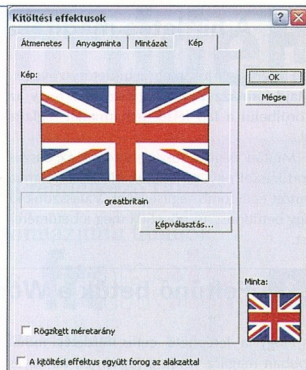 Kitöltési effektusok
Átmenetes Anyagminta Mintázat Kép
Kép:
OK
Mégse
greatbritain
Képválasztás...
Minta:
Rögzített méretarány
A kitöltési effektus együtt forog az alakzattal